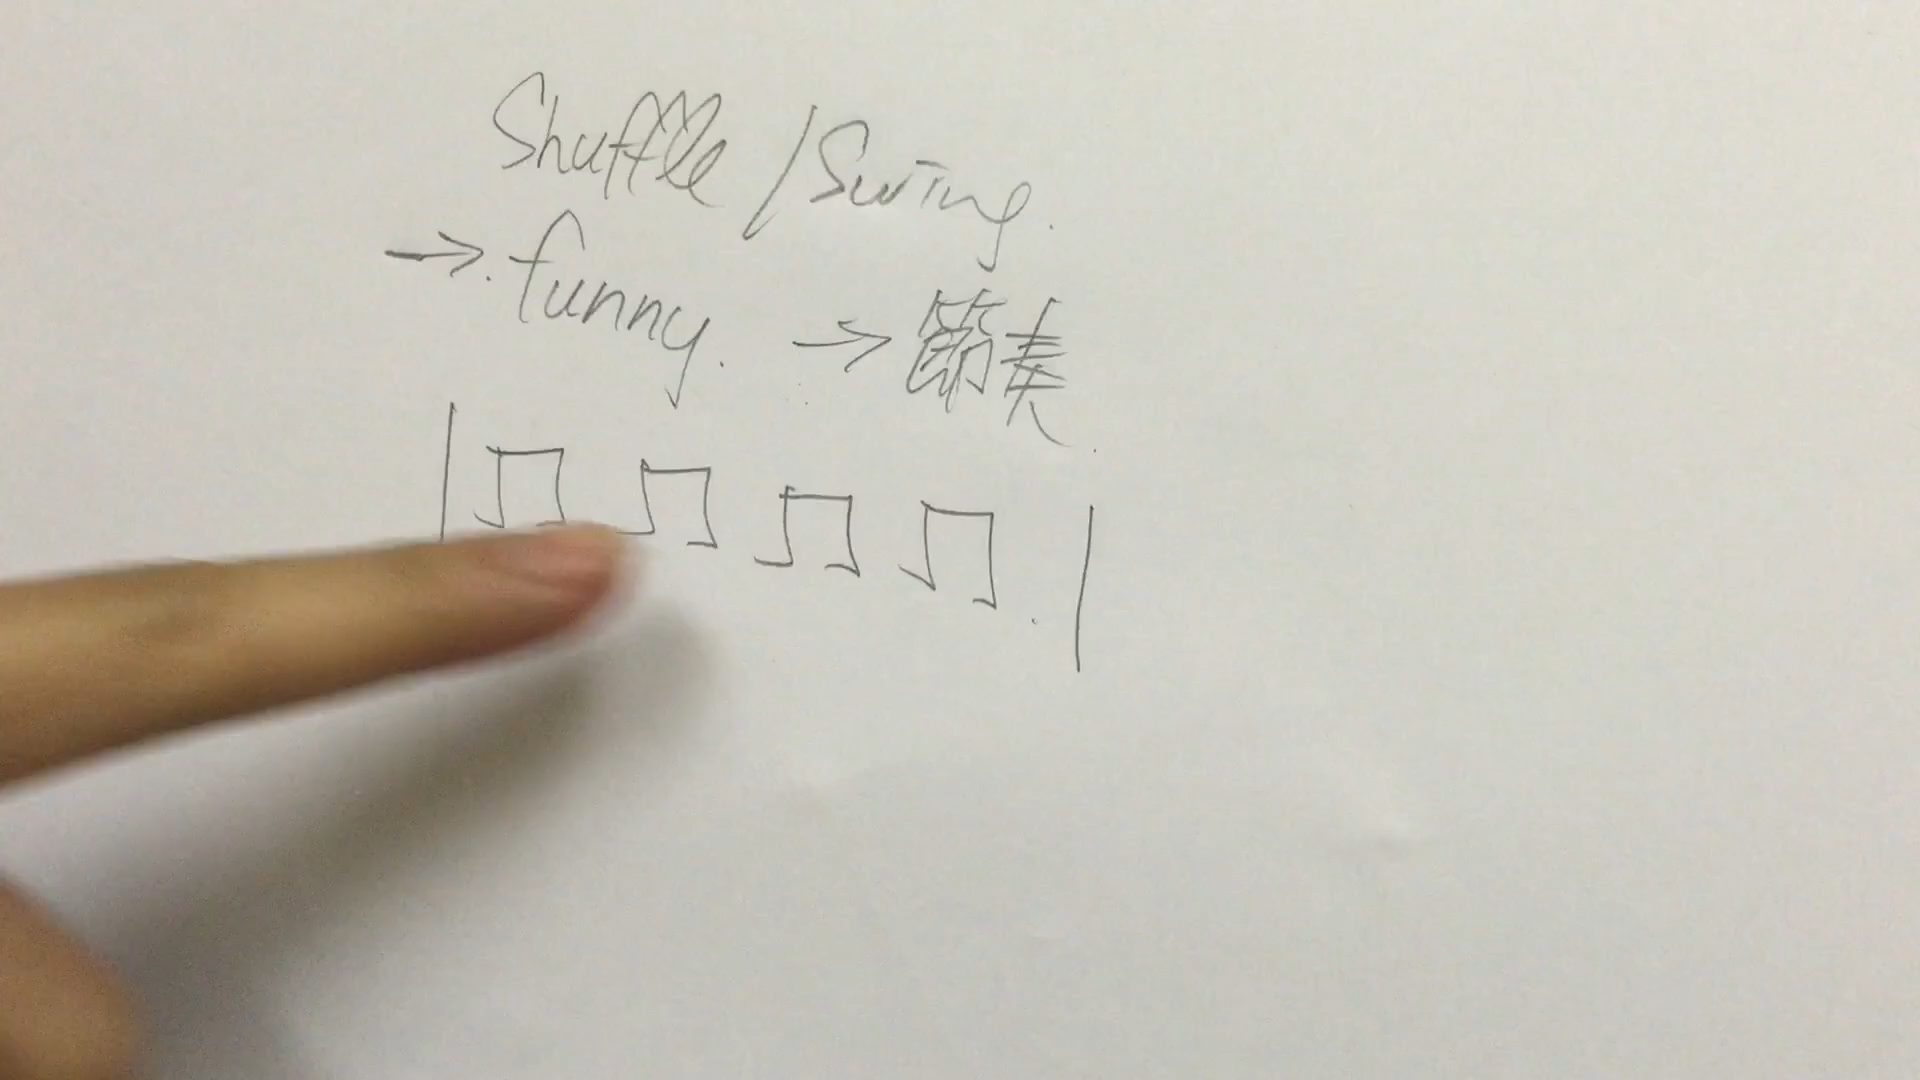 Shuffle / Swing.
→ funny. → 節奏